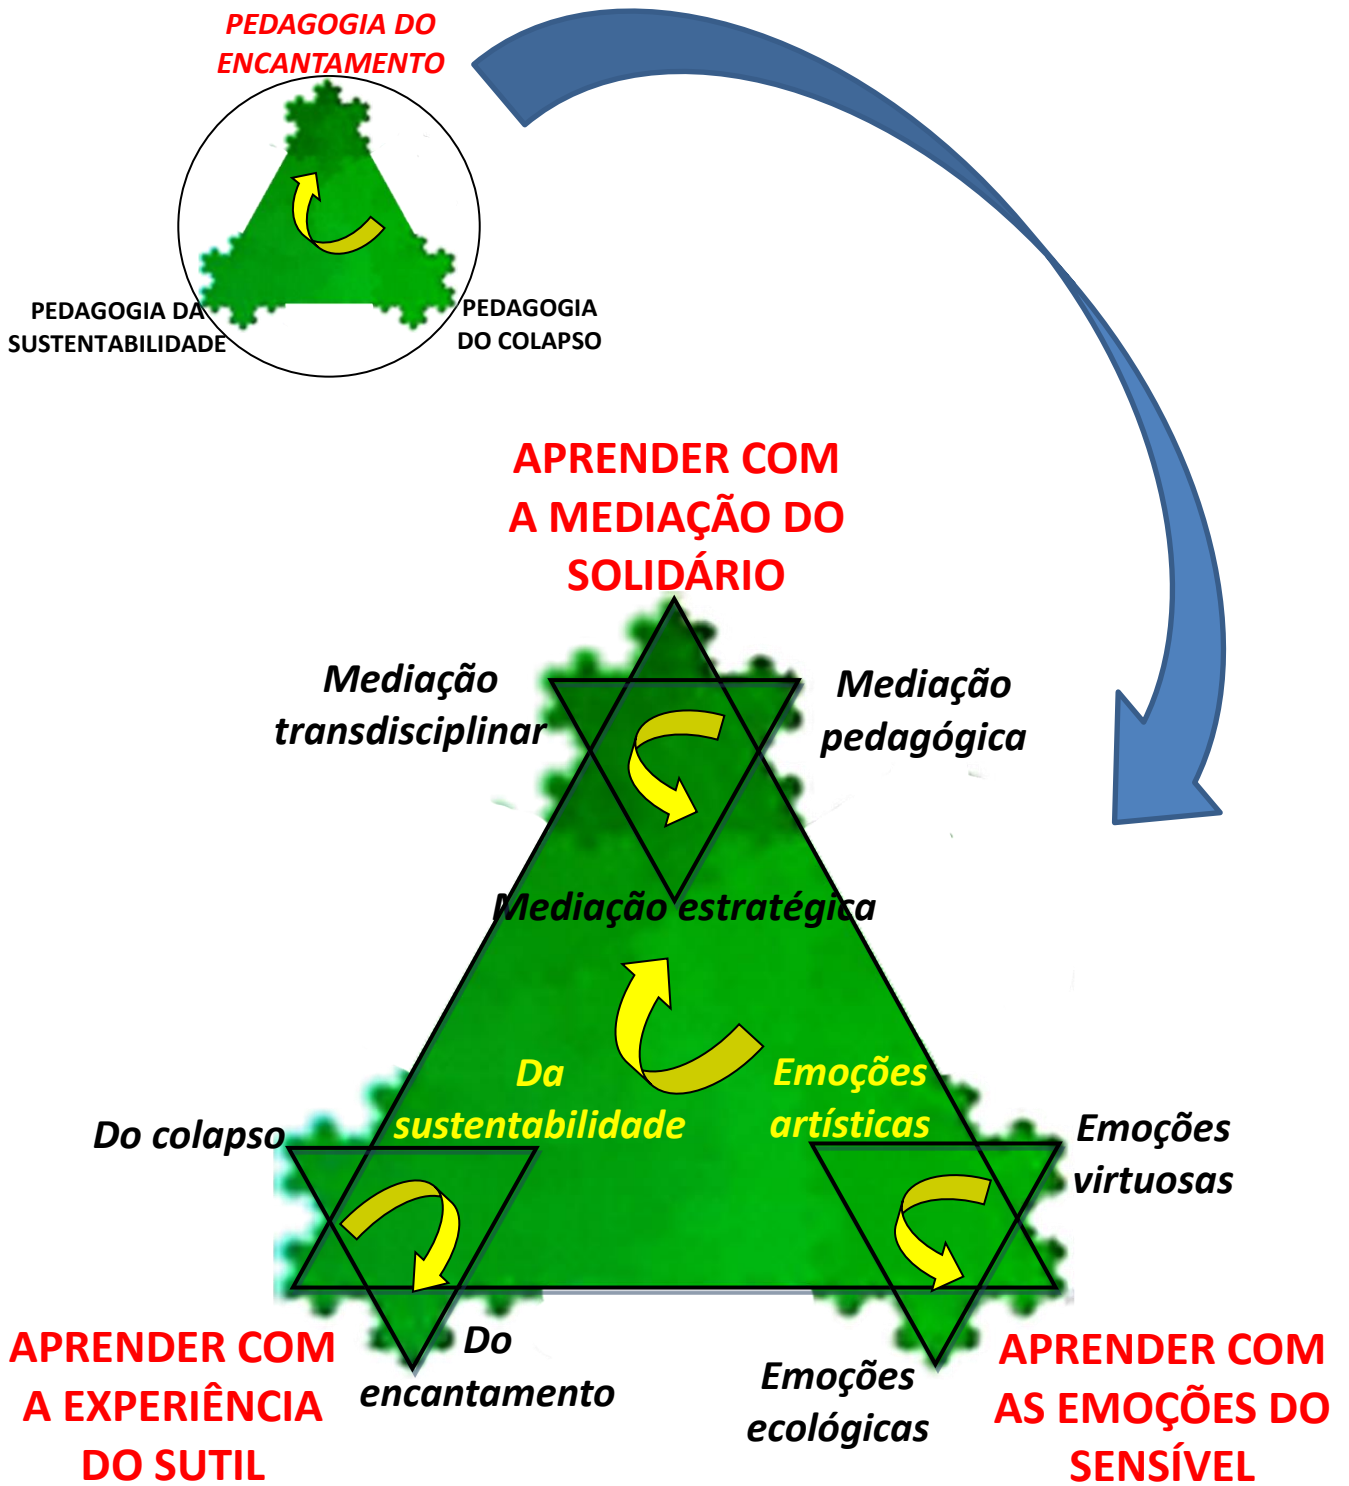 PEDAGOGIA DO
ENCANTAMENTO
PEDAGOGIA DA
SUSTENTABILIDADE
PEDAGOGIA
DO COLAPSO
APRENDER COM
A MEDIAÇÃO DO
SOLIDÁRIO
Mediação
transdisciplinar
Mediação
pedagógica
Mediação estratégica
Da
sustentabilidade
Emoções
artísticas
Do colapso
Emoções
virtuosas
Do
encantamento
Emoções
ecológicas
APRENDER COM
A EXPERIÊNCIA
DO SUTIL
APRENDER COM
AS EMOÇÕES DO
SENSÍVEL